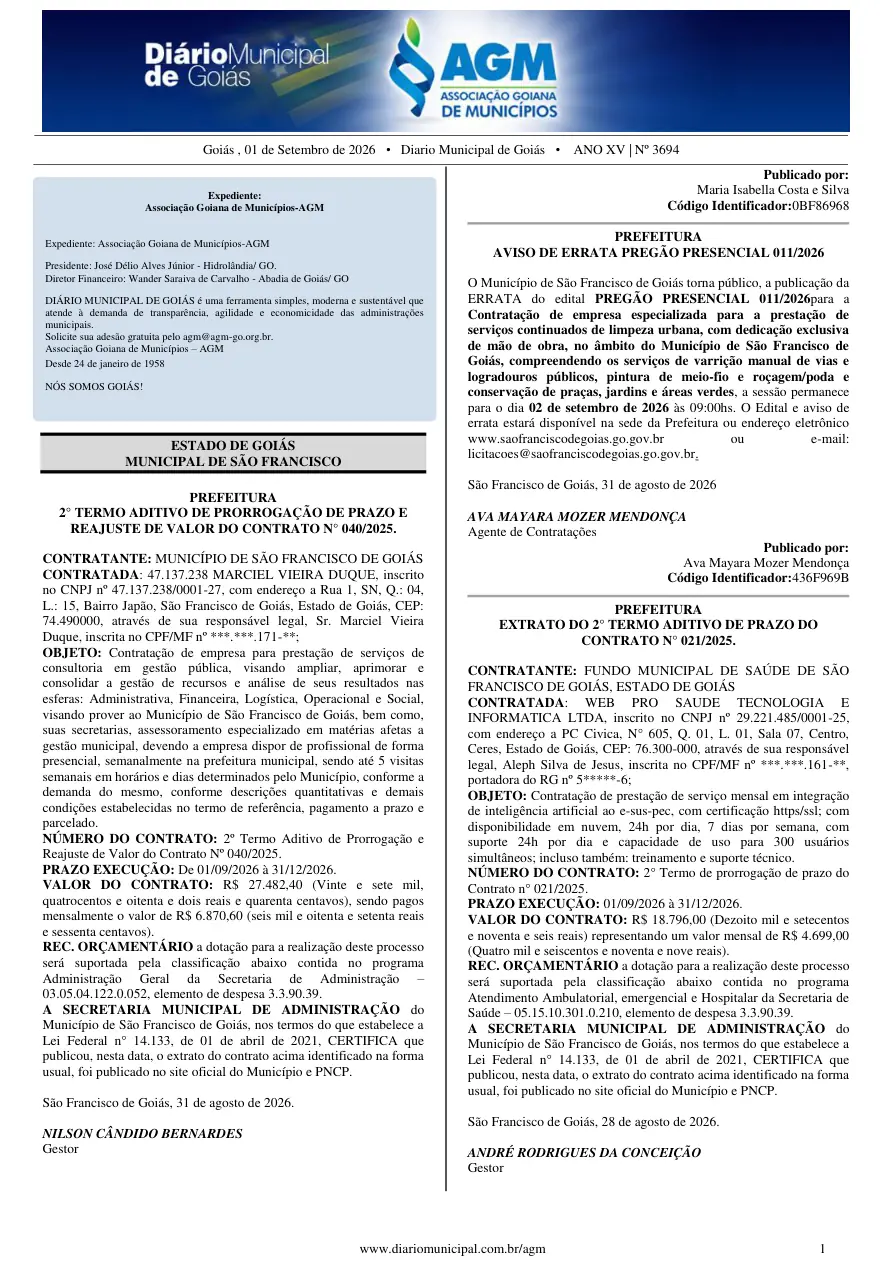 Diário Municipal
de Goiás
AGM
ASSOCIAÇÃO GOIANA
DE MUNICÍPIOS
Goiás , 01 de Setembro de 2026 • Diario Municipal de Goiás • ANO XV | Nº 3694
Expediente:
Associação Goiana de Municípios-AGM
Expediente: Associação Goiana de Municípios-AGM
Presidente: José Délio Alves Júnior - Hidrolândia/ GO.
Diretor Financeiro: Wander Saraiva de Carvalho - Abadia de Goiás/ GO
DIÁRIO MUNICIPAL DE GOIÁS é uma ferramenta simples, moderna e sustentável que
atende à demanda de transparência, agilidade e economicidade das administrações
municipais.
Solicite sua adesão gratuita pelo agm@agm-go.org.br.
Associação Goiana de Municípios – AGM
Desde 24 de janeiro de 1958
NÓS SOMOS GOIÁS!
ESTADO DE GOIÁS
MUNICIPAL DE SÃO FRANCISCO
PREFEITURA
2° TERMO ADITIVO DE PRORROGAÇÃO DE PRAZO E
REAJUSTE DE VALOR DO CONTRATO N° 040/2025.
CONTRATANTE: MUNICÍPIO DE SÃO FRANCISCO DE GOIÁS
CONTRATADA: 47.137.238 MARCIEL VIEIRA DUQUE, inscrito
no CNPJ nº 47.137.238/0001-27, com endereço a Rua 1, SN, Q.: 04,
L.: 15, Bairro Japão, São Francisco de Goiás, Estado de Goiás, CEP:
74.490000, através de sua responsável legal, Sr. Marciel Vieira
Duque, inscrita no CPF/MF nº ***.***.171-**;
OBJETO: Contratação de empresa para prestação de serviços de
consultoria em gestão pública, visando ampliar, aprimorar e
consolidar a gestão de recursos e análise de seus resultados nas
esferas: Administrativa, Financeira, Logística, Operacional e Social,
visando prover ao Município de São Francisco de Goiás, bem como,
suas secretarias, assessoramento especializado em matérias afetas a
gestão municipal, devendo a empresa dispor de profissional de forma
presencial, semanalmente na prefeitura municipal, sendo até 5 visitas
semanais em horários e dias determinados pelo Município, conforme a
demanda do mesmo, conforme descrições quantitativas e demais
condições estabelecidas no termo de referência, pagamento a prazo e
parcelado.
NÚMERO DO CONTRATO: 2º Termo Aditivo de Prorrogação e
Reajuste de Valor do Contrato Nº 040/2025.
PRAZO EXECUÇÃO: De 01/09/2026 à 31/12/2026.
VALOR DO CONTRATO: R$ 27.482,40 (Vinte e sete mil,
quatrocentos e oitenta e dois reais e quarenta centavos), sendo pagos
mensalmente o valor de R$ 6.870,60 (seis mil e oitenta e setenta reais
e sessenta centavos).
REC. ORÇAMENTÁRIO a dotação para a realização deste processo
será suportada pela classificação abaixo contida no programa
Administração Geral da Secretaria de Administração –
03.05.04.122.0.052, elemento de despesa 3.3.90.39.
A SECRETARIA MUNICIPAL DE ADMINISTRAÇÃO do
Município de São Francisco de Goiás, nos termos do que estabelece a
Lei Federal n° 14.133, de 01 de abril de 2021, CERTIFICA que
publicou, nesta data, o extrato do contrato acima identificado na forma
usual, foi publicado no site oficial do Município e PNCP.
São Francisco de Goiás, 31 de agosto de 2026.
NILSON CÂNDIDO BERNARDES
Gestor
Publicado por:
Maria Isabella Costa e Silva
Código Identificador:0BF86968
PREFEITURA
AVISO DE ERRATA PREGÃO PRESENCIAL 011/2026
O Município de São Francisco de Goiás torna público, a publicação da
ERRATA do edital PREGÃO PRESENCIAL 011/2026para a
Contratação de empresa especializada para a prestação de
serviços continuados de limpeza urbana, com dedicação exclusiva
de mão de obra, no âmbito do Município de São Francisco de
Goiás, compreendendo os serviços de varrição manual de vias e
logradouros públicos, pintura de meio-fio e roçagem/poda e
conservação de praças, jardins e áreas verdes, a sessão permanece
para o dia 02 de setembro de 2026 às 09:00hs. O Edital e aviso de
errata estará disponível na sede da Prefeitura ou endereço eletrônico
www.saofranciscodegoias.go.gov.br ou e-mail:
licitacoes@saofranciscodegoias.go.gov.br.
São Francisco de Goiás, 31 de agosto de 2026
AVA MAYARA MOZER MENDONÇA
Agente de Contratações
Publicado por:
Ava Mayara Mozer Mendonça
Código Identificador:436F969B
PREFEITURA
EXTRATO DO 2° TERMO ADITIVO DE PRAZO DO
CONTRATO N° 021/2025.
CONTRATANTE: FUNDO MUNICIPAL DE SAÚDE DE SÃO
FRANCISCO DE GOIÁS, ESTADO DE GOIÁS
CONTRATADA: WEB PRO SAUDE TECNOLOGIA E
INFORMATICA LTDA, inscrito no CNPJ nº 29.221.485/0001-25,
com endereço a PC Civica, N° 605, Q. 01, L. 01, Sala 07, Centro,
Ceres, Estado de Goiás, CEP: 76.300-000, através de sua responsável
legal, Aleph Silva de Jesus, inscrita no CPF/MF nº ***.***.161-**,
portadora do RG nº 5*****-6;
OBJETO: Contratação de prestação de serviço mensal em integração
de inteligência artificial ao e-sus-pec, com certificação https/ssl; com
disponibilidade em nuvem, 24h por dia, 7 dias por semana, com
suporte 24h por dia e capacidade de uso para 300 usuários
simultâneos; incluso também: treinamento e suporte técnico.
NÚMERO DO CONTRATO: 2° Termo de prorrogação de prazo do
Contrato n° 021/2025.
PRAZO EXECUÇÃO: 01/09/2026 à 31/12/2026.
VALOR DO CONTRATO: R$ 18.796,00 (Dezoito mil e setecentos
e noventa e seis reais) representando um valor mensal de R$ 4.699,00
(Quatro mil e seiscentos e noventa e nove reais).
REC. ORÇAMENTÁRIO a dotação para a realização deste processo
será suportada pela classificação abaixo contida no programa
Atendimento Ambulatorial, emergencial e Hospitalar da Secretaria de
Saúde – 05.15.10.301.0.210, elemento de despesa 3.3.90.39.
A SECRETARIA MUNICIPAL DE ADMINISTRAÇÃO do
Município de São Francisco de Goiás, nos termos do que estabelece a
Lei Federal n° 14.133, de 01 de abril de 2021, CERTIFICA que
publicou, nesta data, o extrato do contrato acima identificado na forma
usual, foi publicado no site oficial do Município e PNCP.
São Francisco de Goiás, 28 de agosto de 2026.
ANDRÉ RODRIGUES DA CONCEIÇÃO
Gestor
www.diariomunicipal.com.br/agm 1